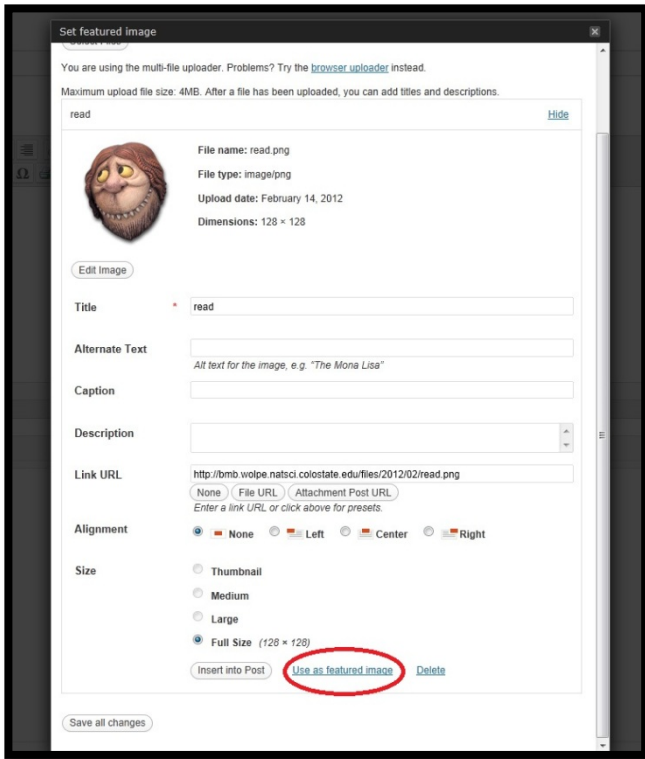 Set featured image
You are using the multi-file uploader. Problems? Try the browser uploader instead.
Maximum upload file size: 4MB. After a file has been uploaded, you can add titles and descriptions.
read Hide
File name: read.png
File type: image/png
Upload date: February 14, 2012
Dimensions: 128 × 128
Edit Image
Title * read
Alternate Text
Alt text for the image, e.g. "The Mona Lisa"
Caption
Description
Link URL http://bmb.wolpe.natsci.colostate.edu/files/2012/02/read.png
None File URL Attachment Post URL
Enter a link URL or click above for presets.
Alignment None Left Center Right
Size Thumbnail
Medium
Large
Full Size (128 × 128)
Insert into Post Use as featured image Delete
Save all changes